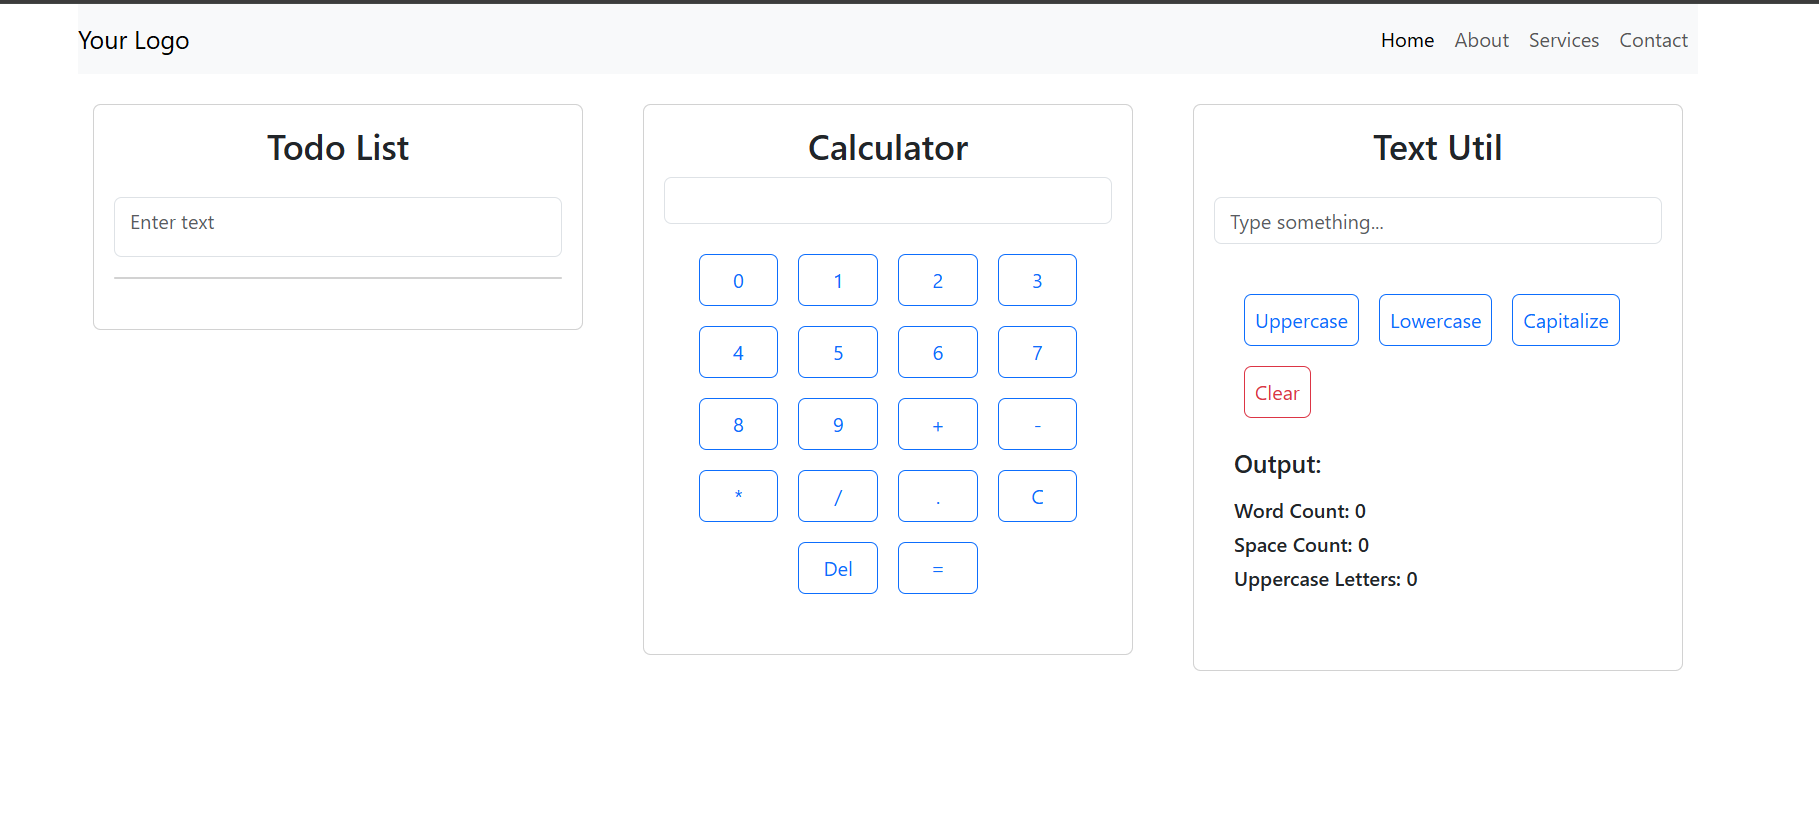 Your Logo
Home About Services Contact
Todo List
Enter text
Calculator
0 1 2 3
4 5 6 7
8 9 + -
* / . C
Del =
Text Util
Type something...
Uppercase Lowercase Capitalize
Clear
Output:
Word Count: 0
Space Count: 0
Uppercase Letters: 0